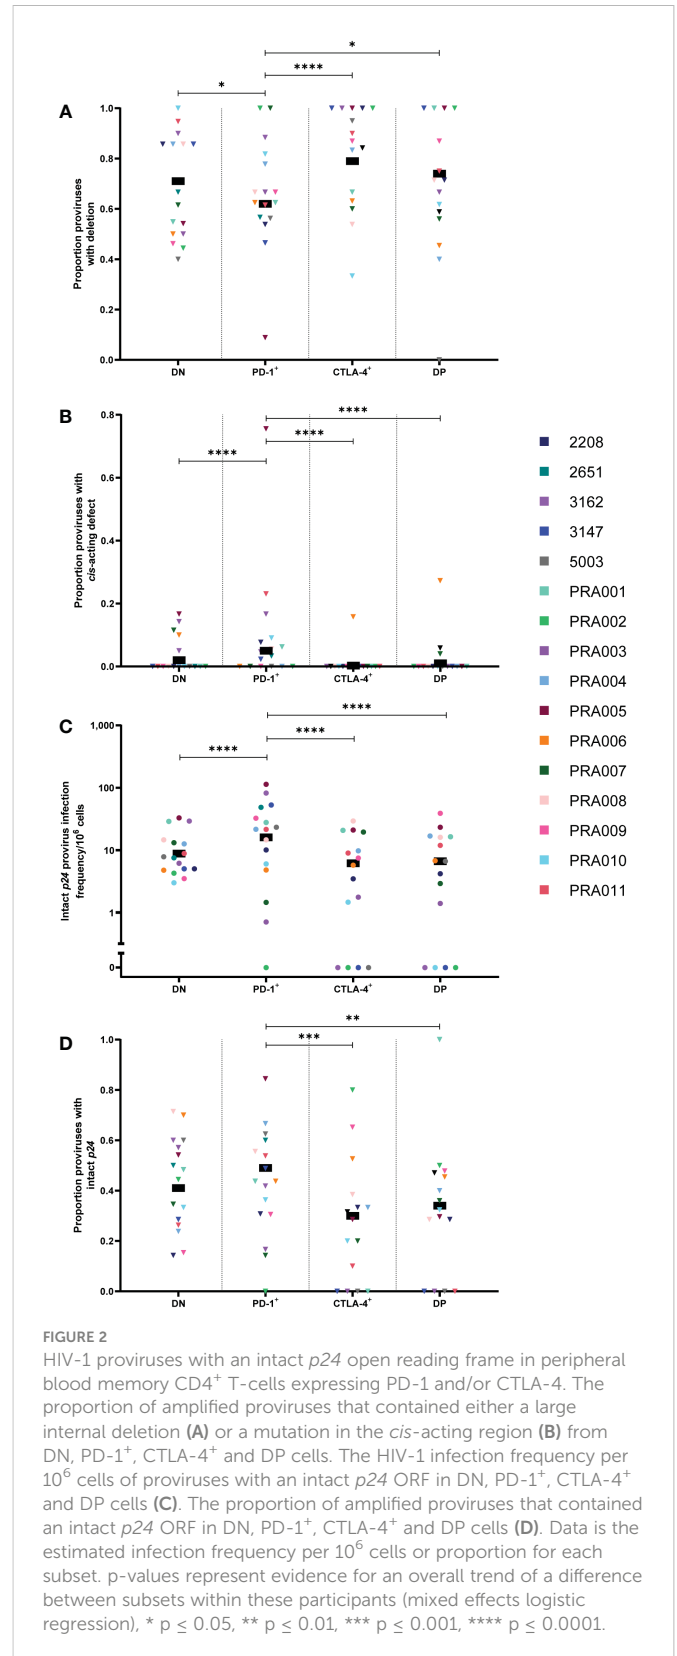 *
****
*
A
1.0
0.8
0.6
0.4
0.2
0.0
Proportion proviruses
with deletion
DN PD-1⁺ CTLA-4⁺ DP
B
****
****
****
0.8
0.6
0.4
0.2
0.0
Proportion proviruses with
cis-acting defect
DN PD-1⁺ CTLA-4⁺ DP
2208
2651
3162
3147
5003
PRA001
PRA002
PRA003
PRA004
PRA005
PRA006
PRA007
PRA008
PRA009
PRA010
PRA011
C
****
****
****
1,000
100
10
1
0
Intact p24 provirus infection
frequency/10⁶ cells
DN PD-1⁺ CTLA-4⁺ DP
D
**
***
1.0
0.8
0.6
0.4
0.2
0.0
Proportion proviruses with
intact p24
DN PD-1⁺ CTLA-4⁺ DP
FIGURE 2
HIV-1 proviruses with an intact p24 open reading frame in peripheral
blood memory CD4⁺ T-cells expressing PD-1 and/or CTLA-4. The
proportion of amplified proviruses that contained either a large
internal deletion (A) or a mutation in the cis-acting region (B) from
DN, PD-1⁺, CTLA-4⁺ and DP cells. The HIV-1 infection frequency per
10⁶ cells of proviruses with an intact p24 ORF in DN, PD-1⁺, CTLA-4⁺
and DP cells (C). The proportion of amplified proviruses that contained
an intact p24 ORF in DN, PD-1⁺, CTLA-4⁺ and DP cells (D). Data is the
estimated infection frequency per 10⁶ cells or proportion for each
subset. p-values represent evidence for an overall trend of a difference
between subsets within these participants (mixed effects logistic
regression), * p ≤ 0.05, ** p ≤ 0.01, *** p ≤ 0.001, **** p ≤ 0.0001.